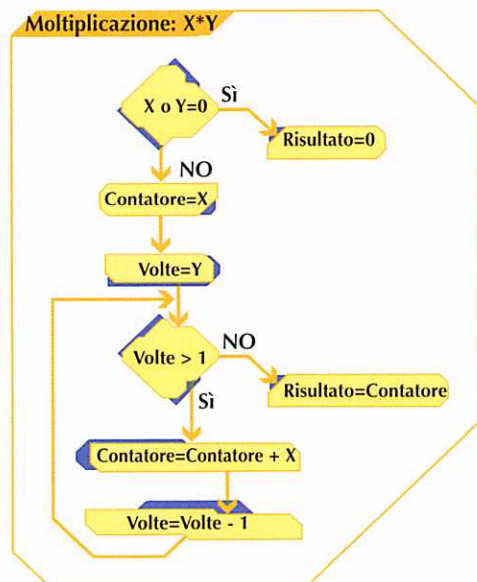 Moltiplicazione: X*Y
X o Y=0
Sì
Risultato=0
NO
Contatore=X
Volte=Y
Volte > 1
NO
Risultato=Contatore
Sì
Contatore=Contatore + X
Volte=Volte - 1